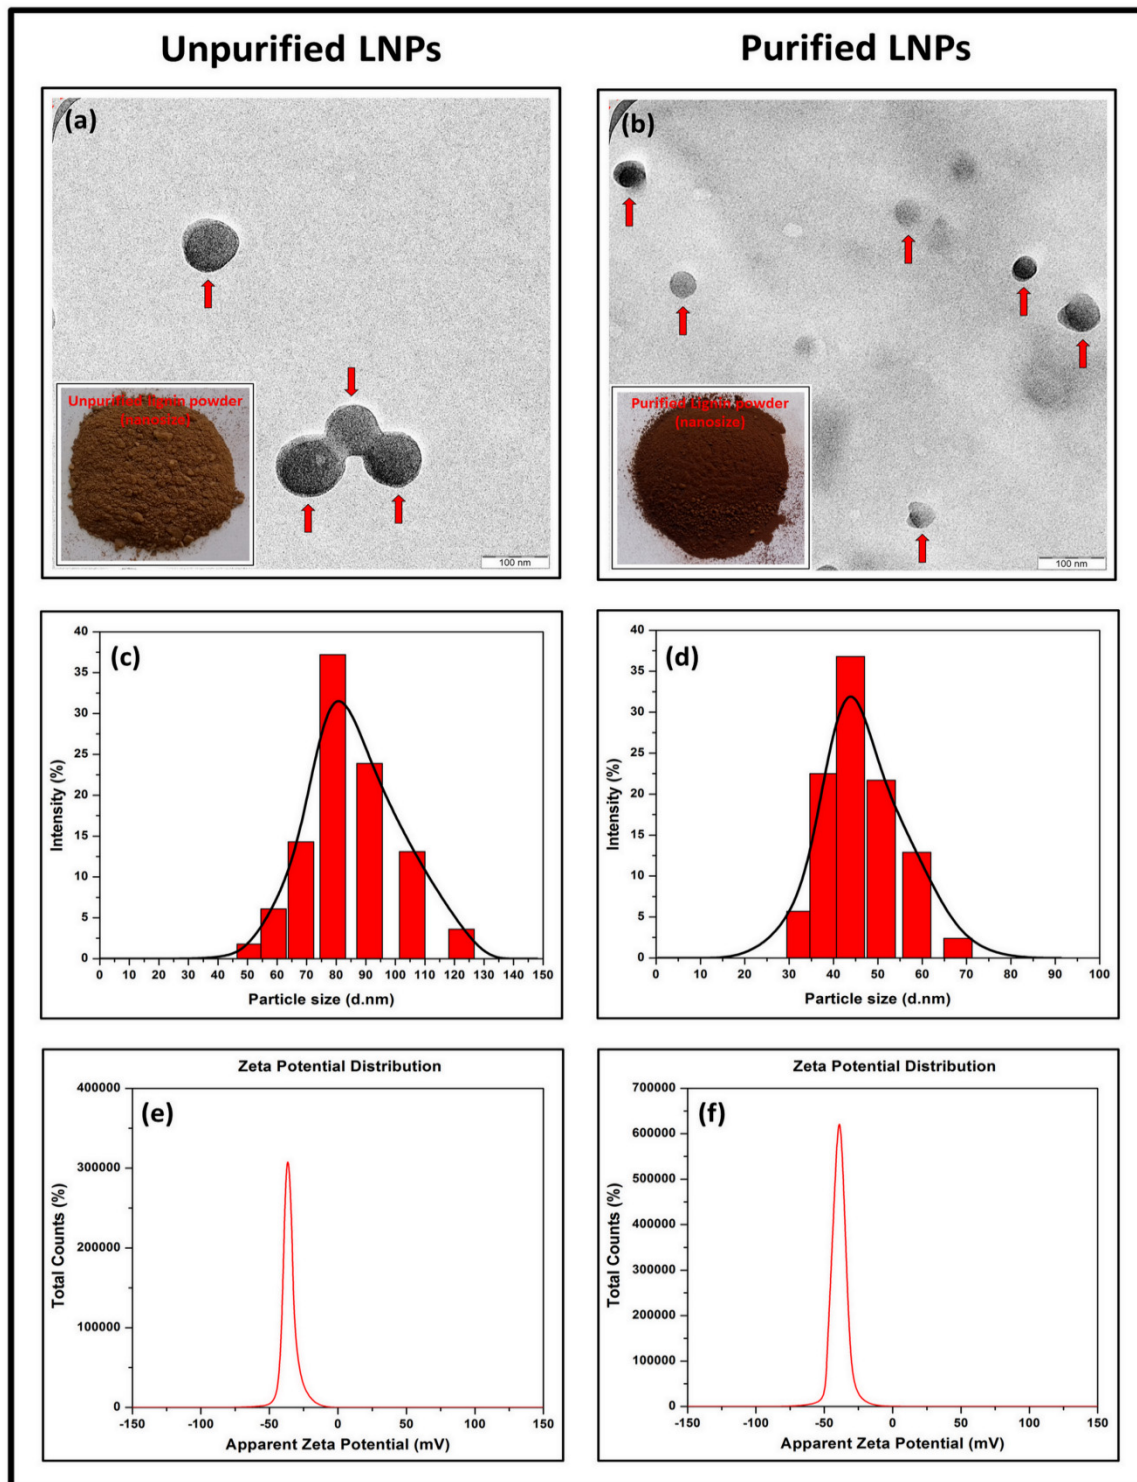 Unpurified LNPs
Purified LNPs
(a)
Unpurified lignin powder
(nanosize)
100 nm
(b)
Purified Lignin powder
(nanosize)
100 nm
(c)
40
35
30
25
20
15
10
5
0
Intensity (%)
0 10 20 30 40 50 60 70 80 90 100 110 120 130 140 150
Particle size (d.nm)
(d)
40
35
30
25
20
15
10
5
0
Intensity (%)
0 10 20 30 40 50 60 70 80 90 100
Particle size (d.nm)
Zeta Potential Distribution
(e)
400000
300000
200000
100000
0
Total Counts (%)
-150 -100 -50 0 50 100 150
Apparent Zeta Potential (mV)
Zeta Potential Distribution
(f)
700000
600000
500000
400000
300000
200000
100000
0
Total Counts (%)
-150 -100 -50 0 50 100 150
Apparent Zeta Potential (mV)